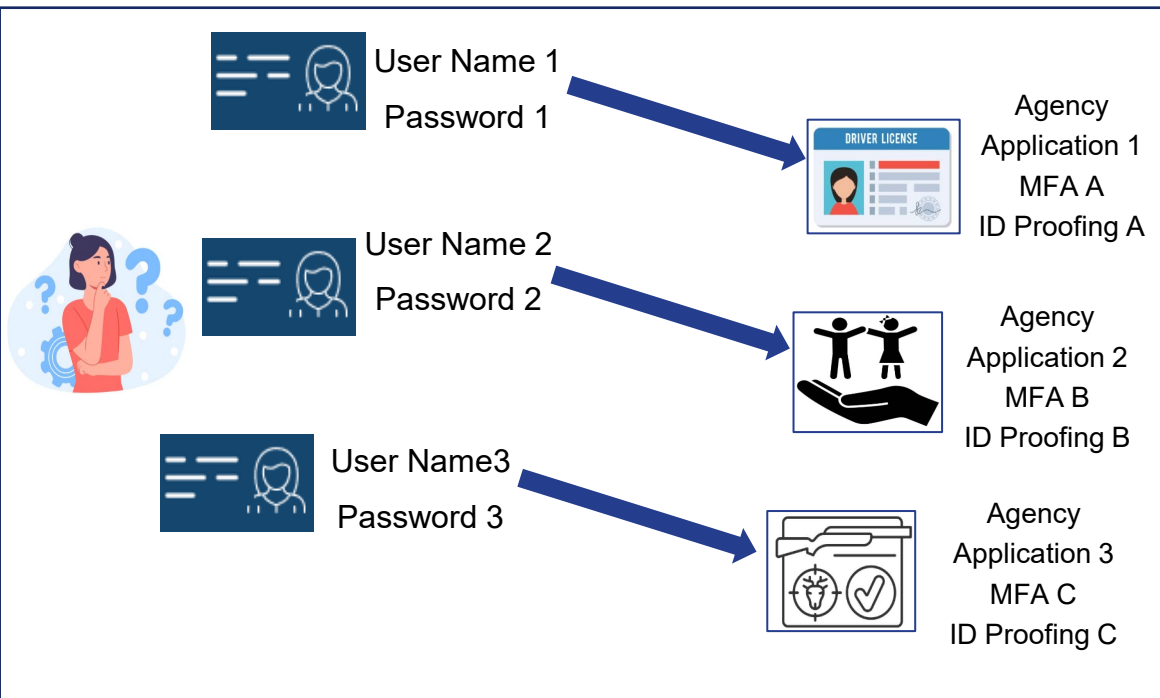 User Name 1
Password 1
DRIVER LICENSE
Agency
Application 1
MFA A
ID Proofing A
User Name 2
Password 2
Agency
Application 2
MFA B
ID Proofing B
User Name3
Password 3
Agency
Application 3
MFA C
ID Proofing C